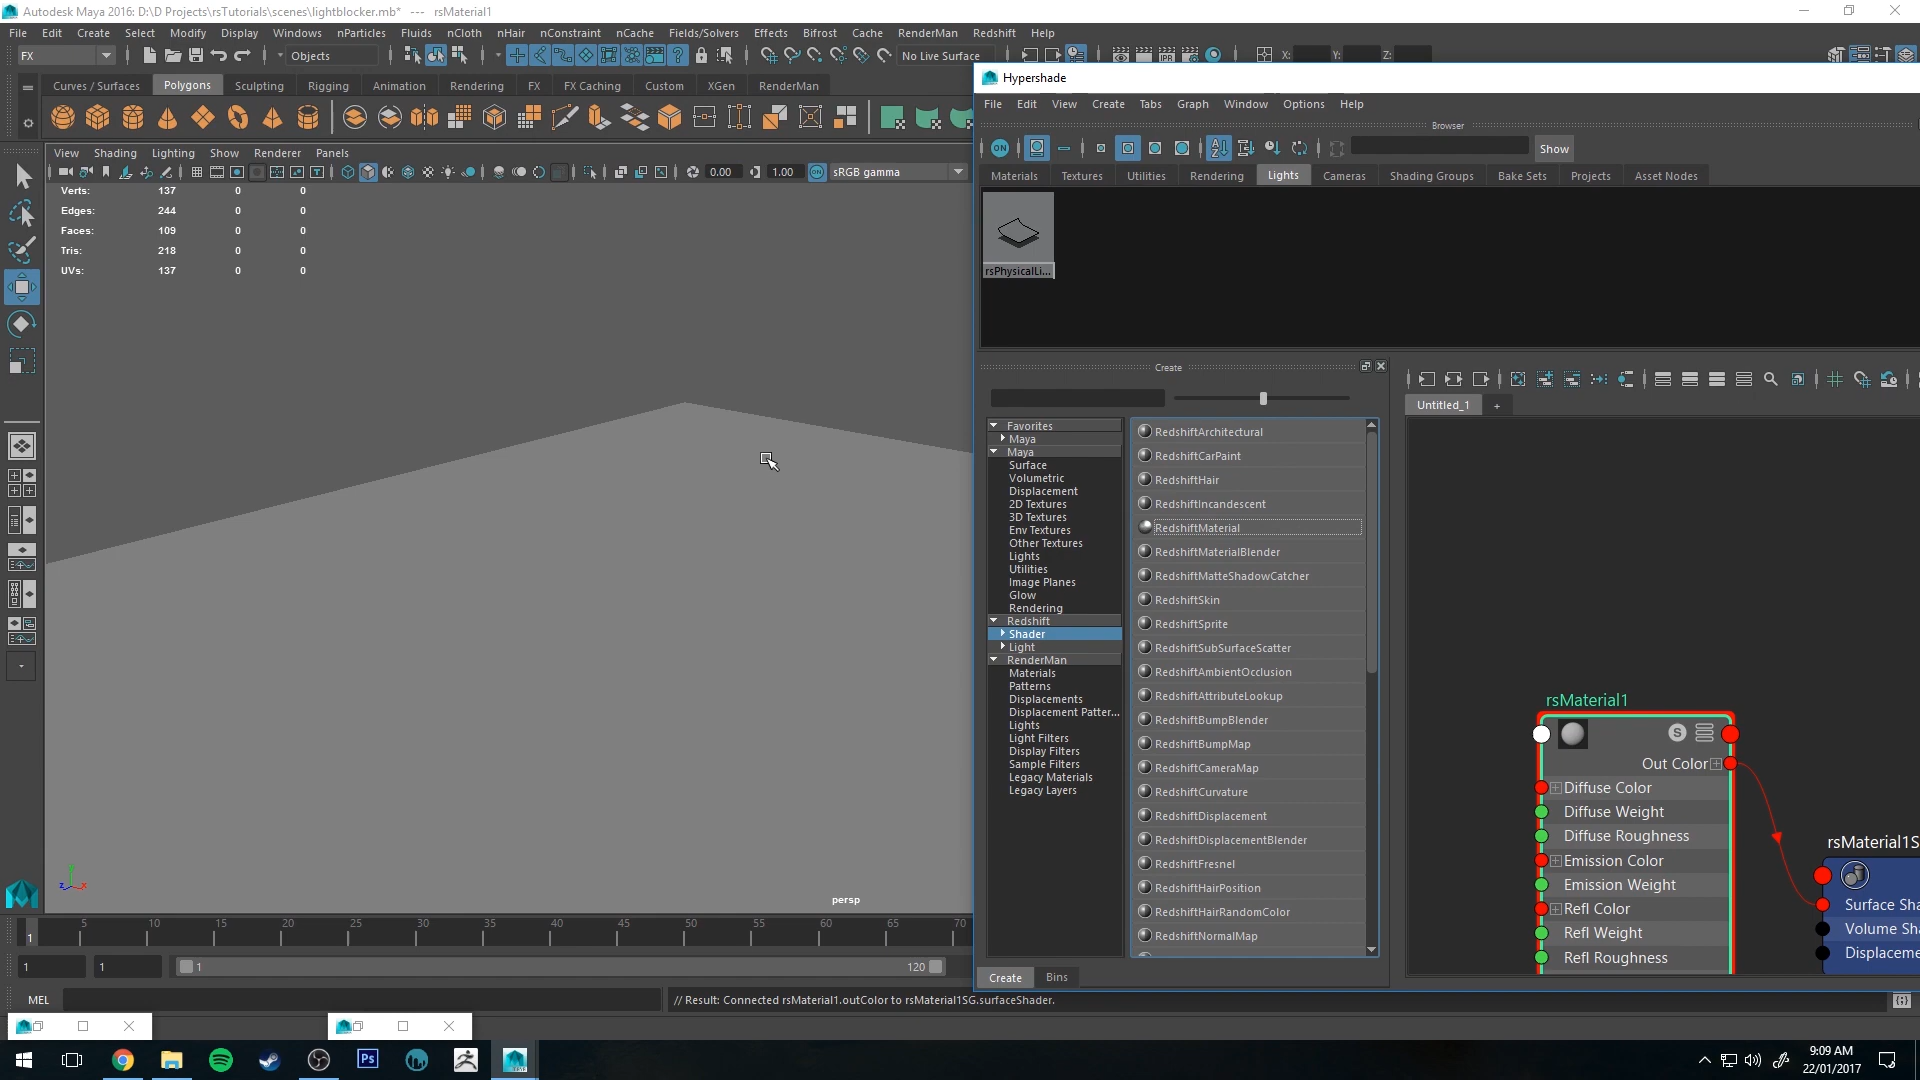 Autodesk Maya 2016: D:\D Projects\rsTutorials\scenes\lightblocker.mb* --- rsMaterial1
File Edit Create Select Modify Display Windows nParticles Fluids nCloth nHair nConstraint nCache Fields/Solvers Effects Bifrost Cache RenderMan Redshift Help
FX Objects No Live Surface X: Y: Z:
Curves / Surfaces Polygons Sculpting Rigging Animation Rendering FX FX Caching Custom XGen RenderMan
View Shading Lighting Show Renderer Panels
0.00 1.00 ON sRGB gamma
Verts: 137 0 0
Edges: 244 0 0
Faces: 109 0 0
Tris: 218 0 0
UVs: 137 0 0
persp
Hypershade
File Edit View Create Tabs Graph Window Options Help
Browser
ON Show
Materials Textures Utilities Rendering Lights Cameras Shading Groups Bake Sets Projects Asset Nodes
rsPhysicalLi...
Create
Favorites
Maya
Maya
Surface
Volumetric
Displacement
2D Textures
3D Textures
Env Textures
Other Textures
Lights
Utilities
Image Planes
Glow
Rendering
Redshift
Shader
Light
RenderMan
Materials
Patterns
Displacements
Displacement Patter...
Lights
Light Filters
Display Filters
Sample Filters
Legacy Materials
Legacy Layers
RedshiftArchitectural
RedshiftCarPaint
RedshiftHair
RedshiftIncandescent
RedshiftMaterial
RedshiftMaterialBlender
RedshiftMatteShadowCatcher
RedshiftSkin
RedshiftSprite
RedshiftSubSurfaceScatter
RedshiftAmbientOcclusion
RedshiftAttributeLookup
RedshiftBumpBlender
RedshiftBumpMap
RedshiftCameraMap
RedshiftCurvature
RedshiftDisplacement
RedshiftDisplacementBlender
RedshiftFresnel
RedshiftHairPosition
RedshiftHairRandomColor
RedshiftNormalMap
Create Bins
Untitled_1 +
rsMaterial1
S
Out Color
Diffuse Color
Diffuse Weight
Diffuse Roughness
Emission Color
Emission Weight
Refl Color
Refl Weight
Refl Roughness
rsMaterial1S
Surface Sha
Volume Sha
Displaceme
1 5 10 15 20 25 30 35 40 45 50 55 60 65 70
1 1 1 120
MEL // Result: Connected rsMaterial1.outColor to rsMaterial1SG.surfaceShader.
Ps
9:09 AM
22/01/2017